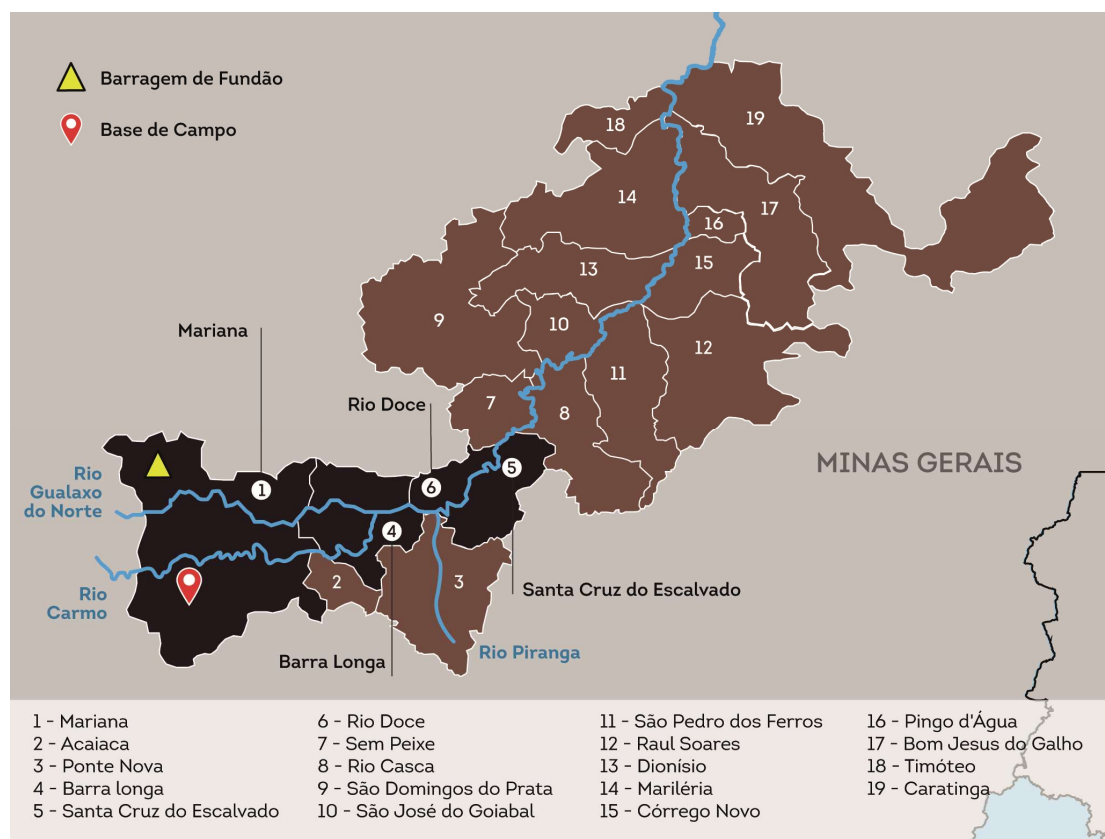 Barragem de Fundão
Base de Campo
18
19
14
17
16
13
15
9
10
12
Mariana
11
7
8
Rio Doce
Rio
Gualaxo
do Norte
1
6
5
MINAS GERAIS
4
2
3
Rio
Carmo
Santa Cruz do Escalvado
Barra Longa
Rio Piranga
1 - Mariana
2 - Acaiaca
3 - Ponte Nova
4 - Barra longa
5 - Santa Cruz do Escalvado
6 - Rio Doce
7 - Sem Peixe
8 - Rio Casca
9 - São Domingos do Prata
10 - São José do Goiabal
11 - São Pedro dos Ferros
12 - Raul Soares
13 - Dionísio
14 - Mariléria
15 - Córrego Novo
16 - Pingo d'Água
17 - Bom Jesus do Galho
18 - Timóteo
19 - Caratinga